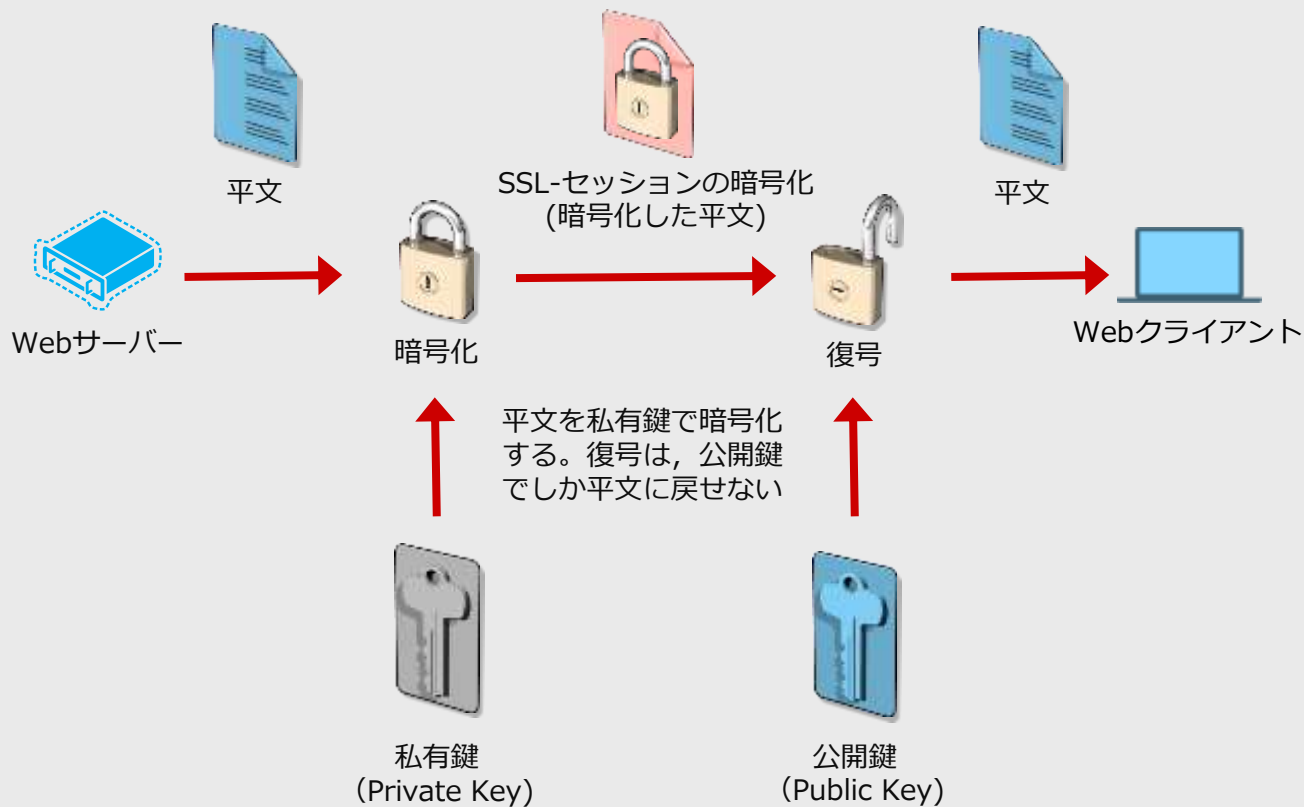 平文
SSL-セッションの暗号化
(暗号化した平文)
平文
Webサーバー
暗号化
復号
Webクライアント
平文を私有鍵で暗号化
する。復号は，公開鍵
でしか平文に戻せない
私有鍵
（Private Key)
公開鍵
（Public Key)